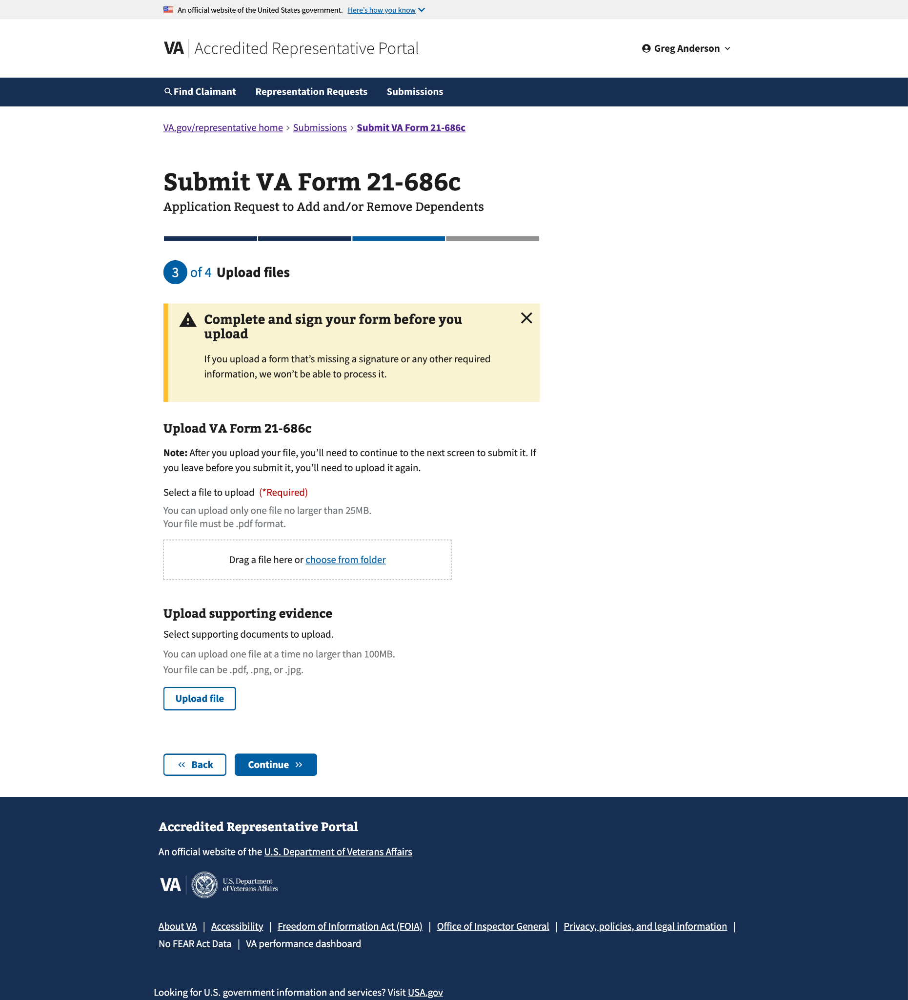 An official website of the United States government. Here's how you know
VA Accredited Representative Portal
Greg Anderson
Find Claimant Representation Requests Submissions
VA.gov/representative home › Submissions › Submit VA Form 21-686c
Submit VA Form 21-686c
Application Request to Add and/or Remove Dependents
3 of 4 Upload files
Complete and sign your form before you
upload
If you upload a form that’s missing a signature or any other required
information, we won’t be able to process it.
Upload VA Form 21-686c
Note: After you upload your file, you’ll need to continue to the next screen to submit it. If
you leave before you submit it, you’ll need to upload it again.
Select a file to upload (*Required)
You can upload only one file no larger than 25MB.
Your file must be .pdf format.
Drag a file here or choose from folder
Upload supporting evidence
Select supporting documents to upload.
You can upload one file at a time no larger than 100MB.
Your file can be .pdf, .png, or .jpg.
Upload file
Back
Continue
Accredited Representative Portal
An official website of the U.S. Department of Veterans Affairs
VA
U.S. Department
of Veterans Affairs
About VA | Accessibility | Freedom of Information Act (FOIA) | Office of Inspector General | Privacy, policies, and legal information |
No FEAR Act Data | VA performance dashboard
Looking for U.S. government information and services? Visit USA.gov